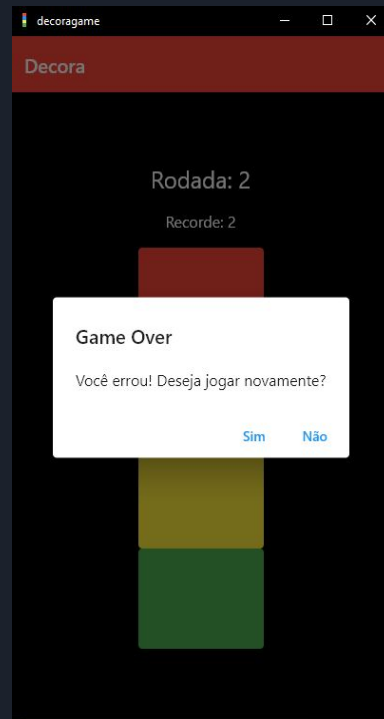 decoragame
Decora
Rodada: 2
Recorde: 2
Game Over
Você errou! Deseja jogar novamente?
Sim Não